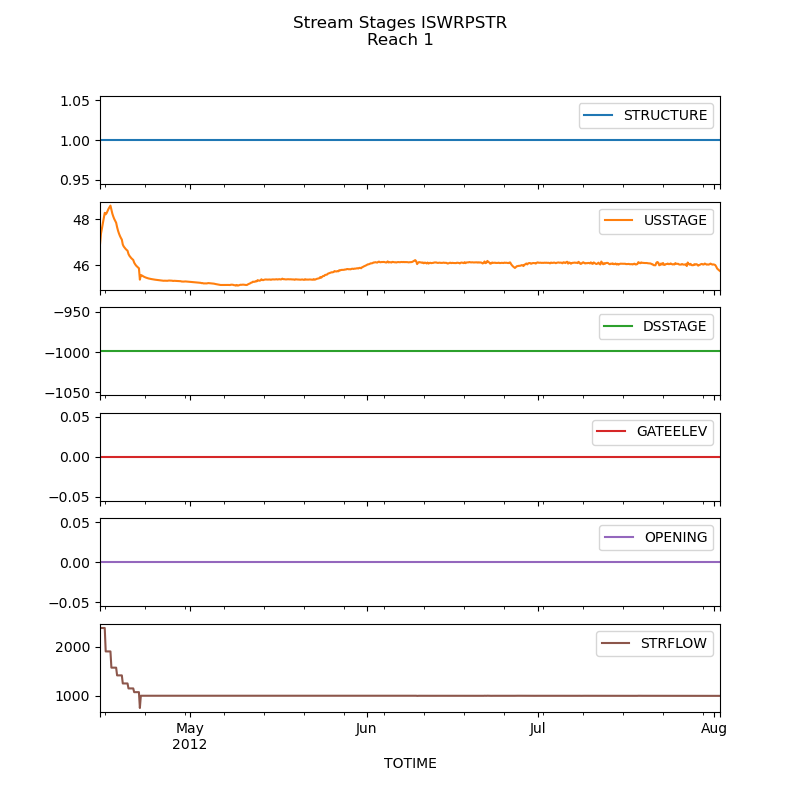 Stream Stages ISWRPSTR
Reach 1
1.05
1.00
0.95
STRUCTURE
48
46
USSTAGE
−950
−1000
−1050
DSSTAGE
0.05
0.00
−0.05
GATEELEV
0.05
0.00
−0.05
OPENING
2000
1000
STRFLOW
May
2012
Jun
Jul
Aug
TOTIME